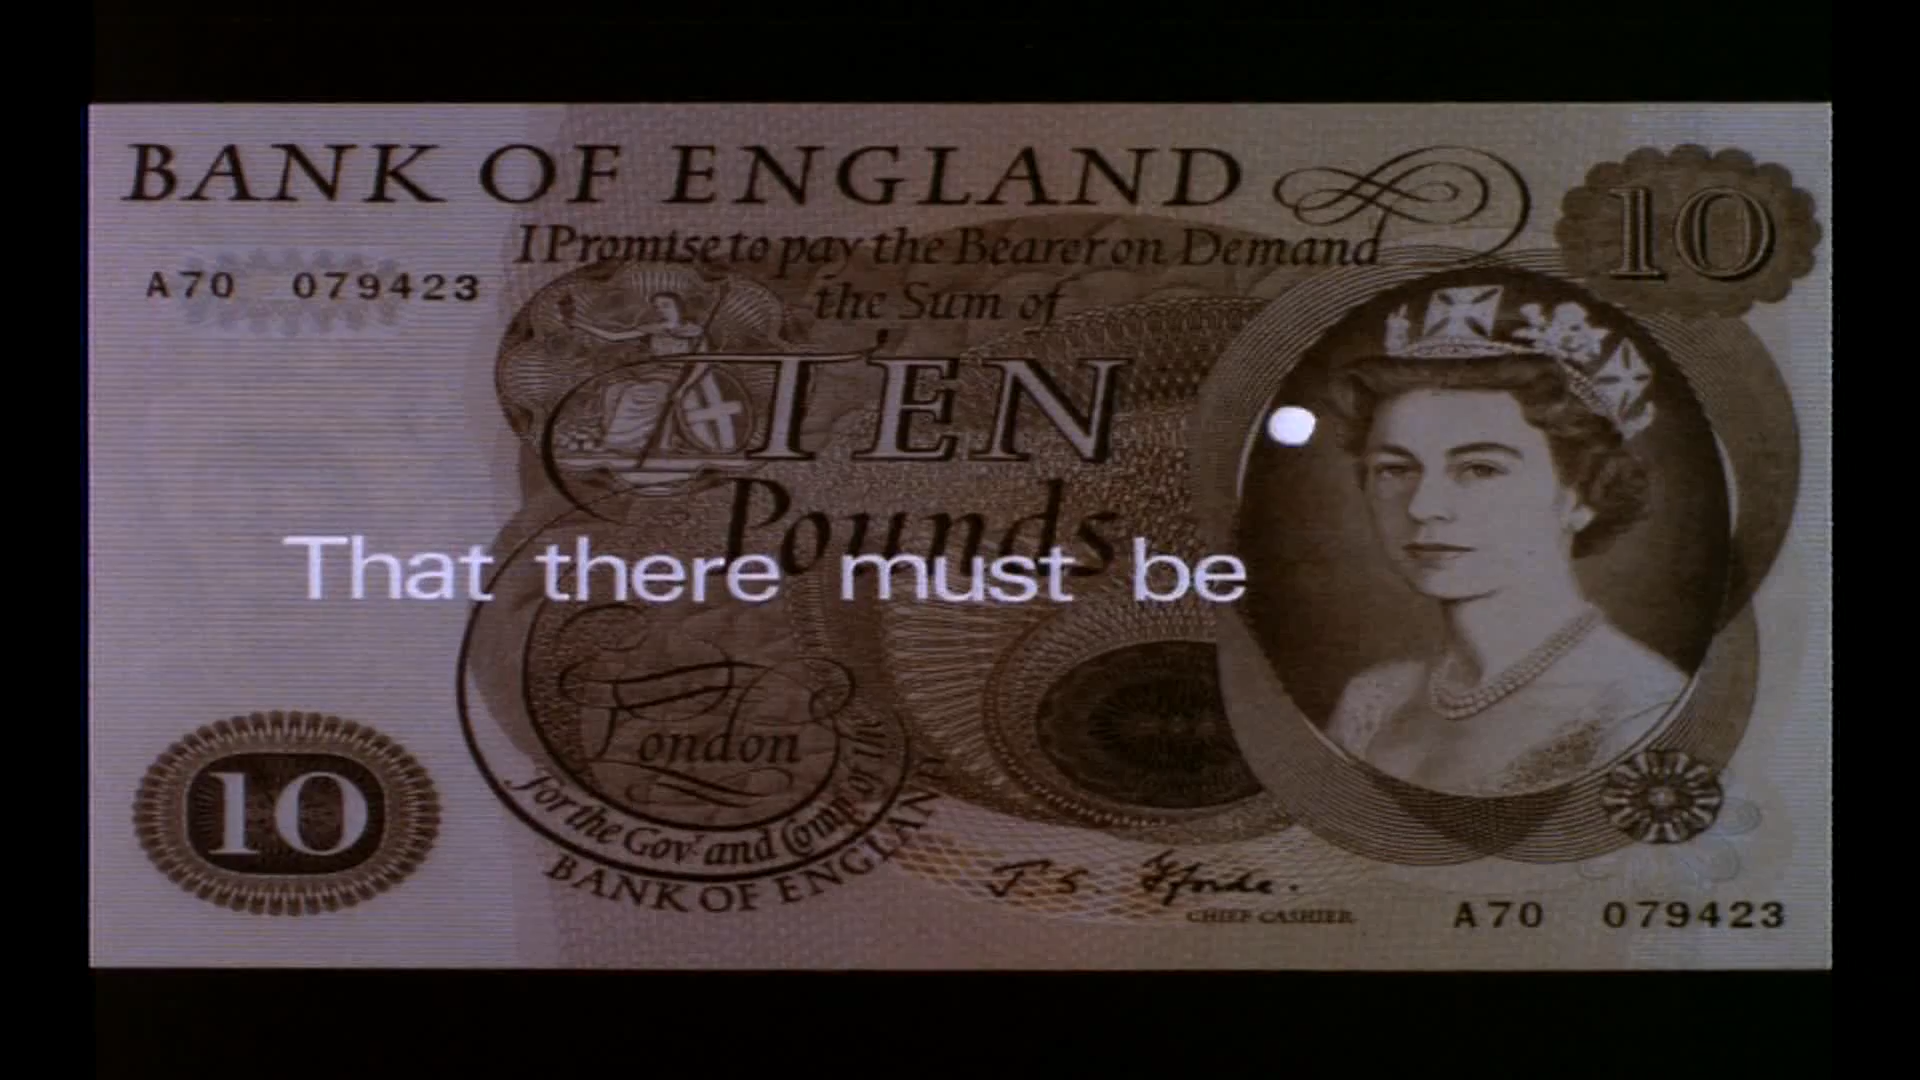 BANK OF ENGLAND
10
I Promise to pay the Bearer on Demand
A70 079423
the Sum of
TEN
Pounds
That there must be
London
For the Gov.r and Comp.a of the
BANK OF ENGLAND
10
J. S. Fforde.
CHIEF CASHIER
A70 079423